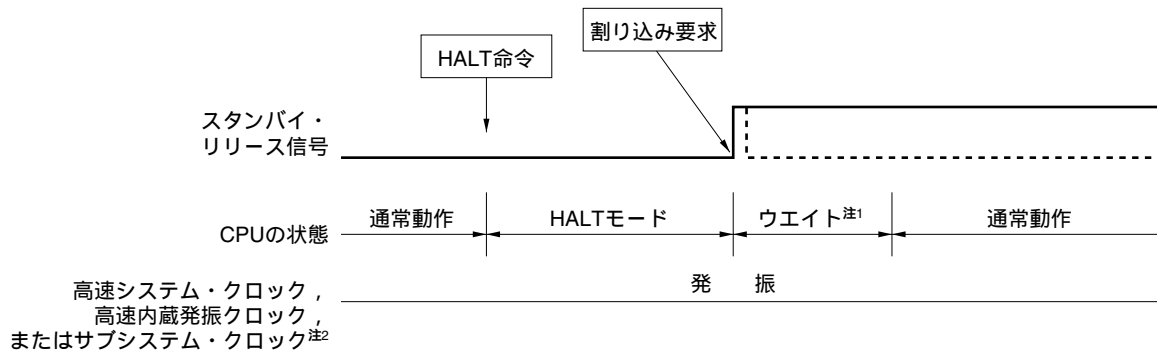 割り込み要求
HALT命令
スタンバイ・
リリース信号
CPUの状態
通常動作
HALTモード
ウエイト注1
通常動作
高速システム・クロック，
高速内蔵発振クロック，
またはサブシステム・クロック注2
発　振